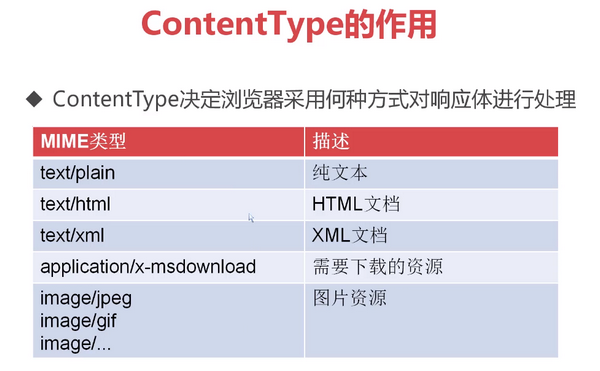 ContentType的作用
◆ ContentType决定浏览器采用何种方式对响应体进行处理
MIME类型 描述
text/plain 纯文本
text/html HTML文档
text/xml XML文档
application/x-msdownload 需要下载的资源
image/jpeg 图片资源
image/gif
image/...